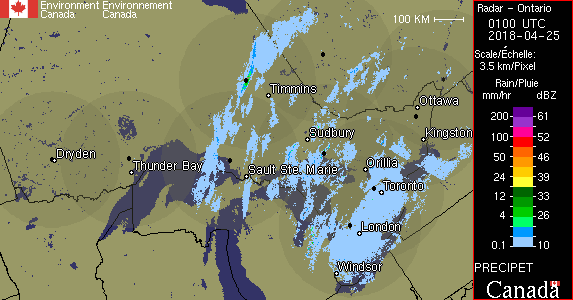 Environment Environnement
Canada Canada
100 KM
Timmins
Ottawa
Sudbury
Kingston
Dryden
Thunder Bay
Sault Ste. Marie
Orillia
Toronto
London
Windsor
Radar - Ontario
0100 UTC
2018-04-25
Scale/Échelle:
3.5 km/Pixel
Rain/Pluie
mm/hr dBZ
200 61
100 52
50 46
24 39
12 33
4 26
0.1 10
PRECIPET
Canada